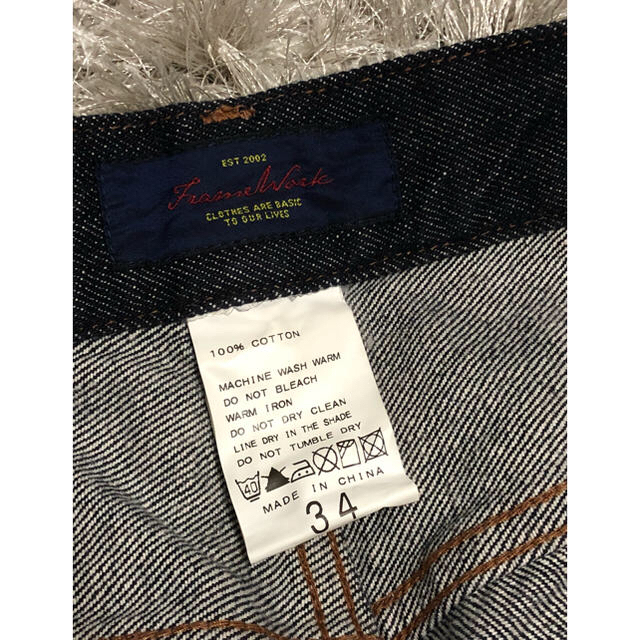 EST 2002
FrameWork
CLOTHES ARE BASIC
TO OUR LIVES
100% COTTON
MACHINE WASH WARM
DO NOT BLEACH
WARM IRON
DO NOT DRY CLEAN
LINE DRY IN THE SHADE
DO NOT TUMBLE DRY
40
MADE IN CHINA
34